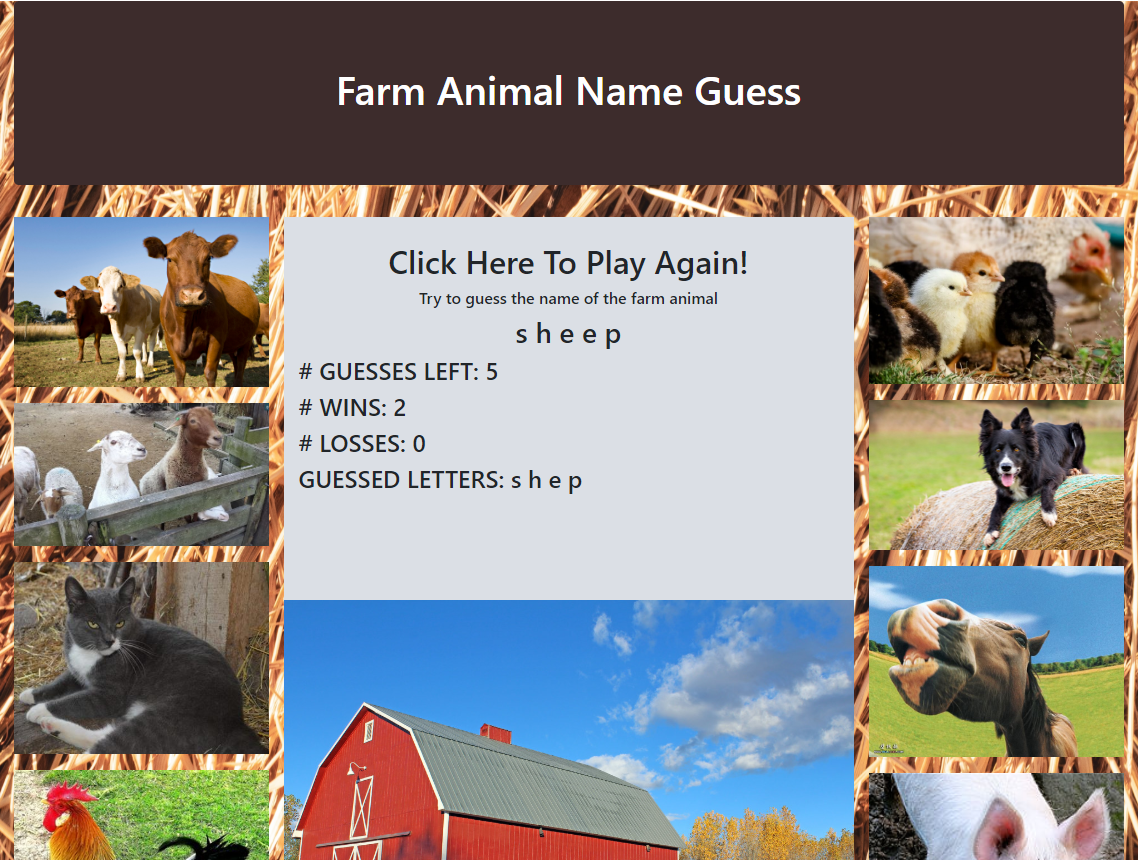 Farm Animal Name Guess
Click Here To Play Again!
Try to guess the name of the farm animal
s h e e p
# GUESSES LEFT: 5
# WINS: 2
# LOSSES: 0
GUESSED LETTERS: s h e p